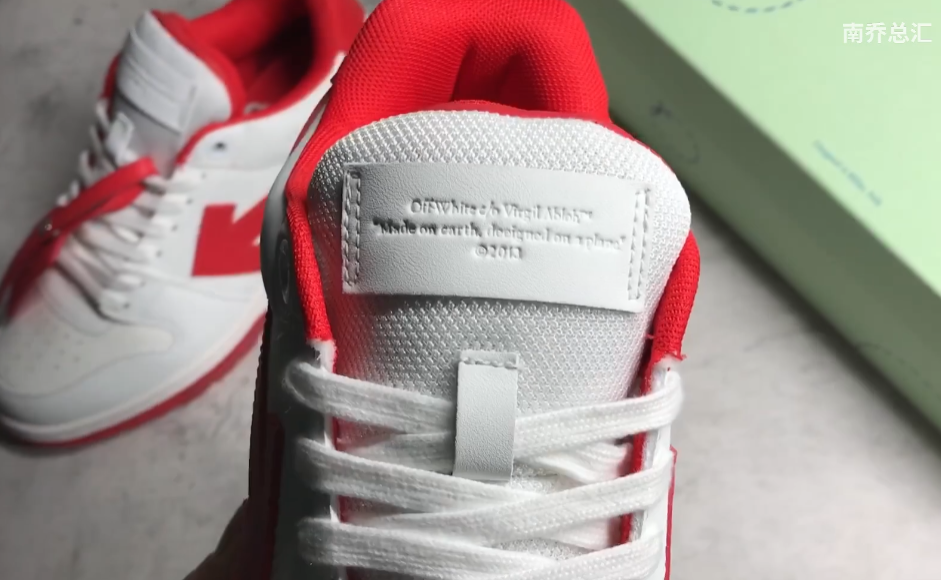 南乔总汇
Off-White c/o Virgil Abloh™
"Made on earth, designed on a plane."
©2013